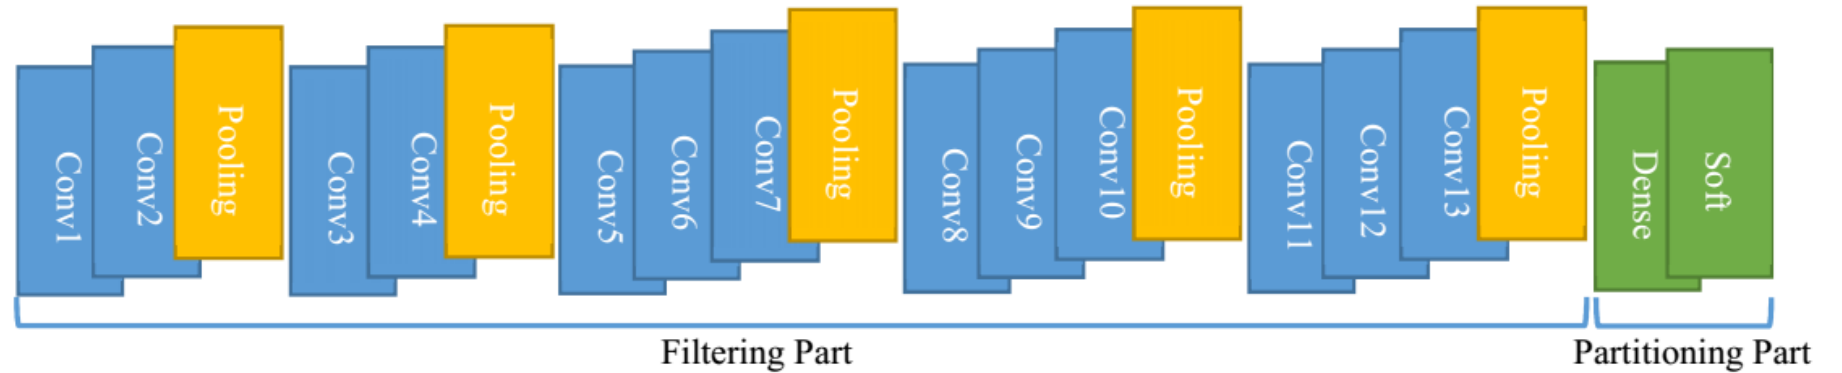 Conv1
Conv2
Pooling
Conv3
Conv4
Pooling
Conv5
Conv6
Conv7
Pooling
Conv8
Conv9
Conv10
Pooling
Conv11
Conv12
Conv13
Pooling
Dense
Soft
Filtering Part
Partitioning Part